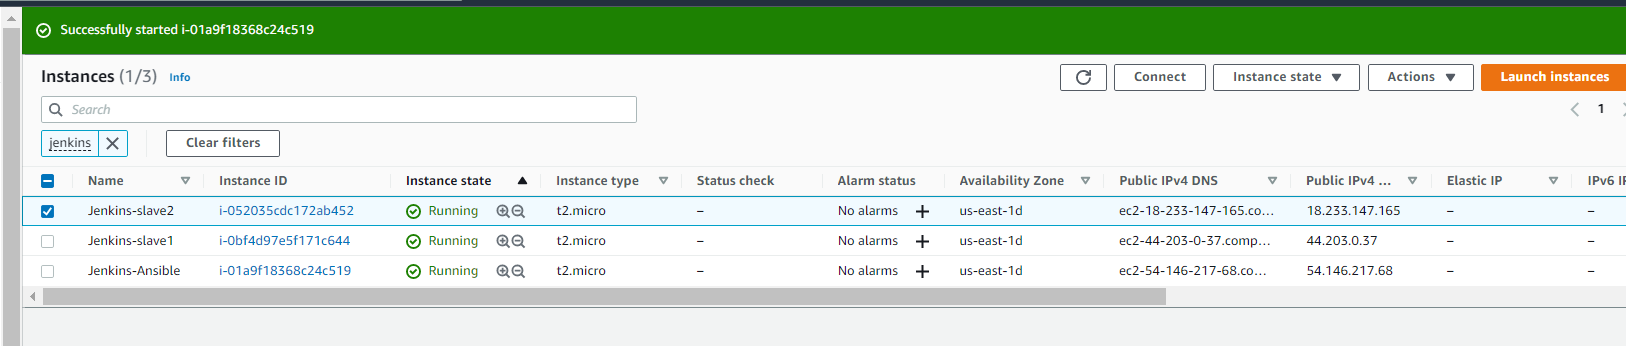 Successfully started i-01a9f18368c24c519
Instances (1/3) Info Connect Instance state Actions Launch instances
Search 1
jenkins Clear filters
Name Instance ID Instance state Instance type Status check Alarm status Availability Zone Public IPv4 DNS Public IPv4 ... Elastic IP IPv6 IP
Jenkins-slave2 i-052035cdc172ab452 Running t2.micro – No alarms + us-east-1d ec2-18-233-147-165.co... 18.233.147.165 – –
Jenkins-slave1 i-0bf4d97e5f171c644 Running t2.micro – No alarms + us-east-1d ec2-44-203-0-37.comp... 44.203.0.37 – –
Jenkins-Ansible i-01a9f18368c24c519 Running t2.micro – No alarms + us-east-1d ec2-54-146-217-68.co... 54.146.217.68 – –